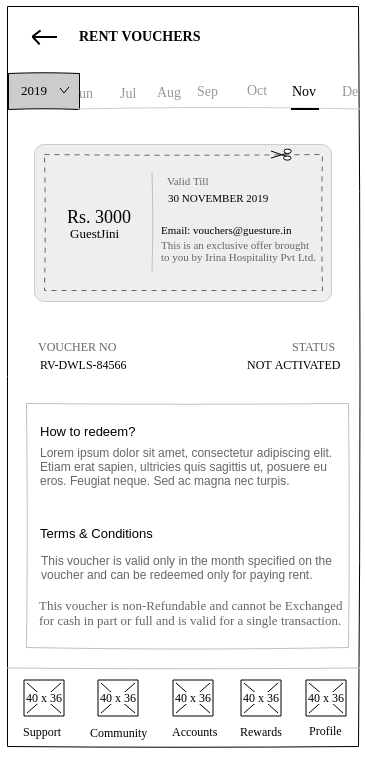 RENT VOUCHERS
2019 un Jul Aug Sep Oct Nov De
Valid Till
30 NOVEMBER 2019
Rs. 3000
GuestJini
Email: vouchers@guesture.in
This is an exclusive offer brought
to you by Irina Hospitality Pvt Ltd.
VOUCHER NO STATUS
RV-DWLS-84566 NOT ACTIVATED
How to redeem?
Lorem ipsum dolor sit amet, consectetur adipiscing elit.
Etiam erat sapien, ultricies quis sagittis ut, posuere eu
eros. Feugiat neque. Sed ac magna nec turpis.
Terms & Conditions
This voucher is valid only in the month specified on the
voucher and can be redeemed only for paying rent.
This voucher is non-Refundable and cannot be Exchanged
for cash in part or full and is valid for a single transaction.
40 x 36 40 x 36 40 x 36 40 x 36 40 x 36
Support Community Accounts Rewards Profile